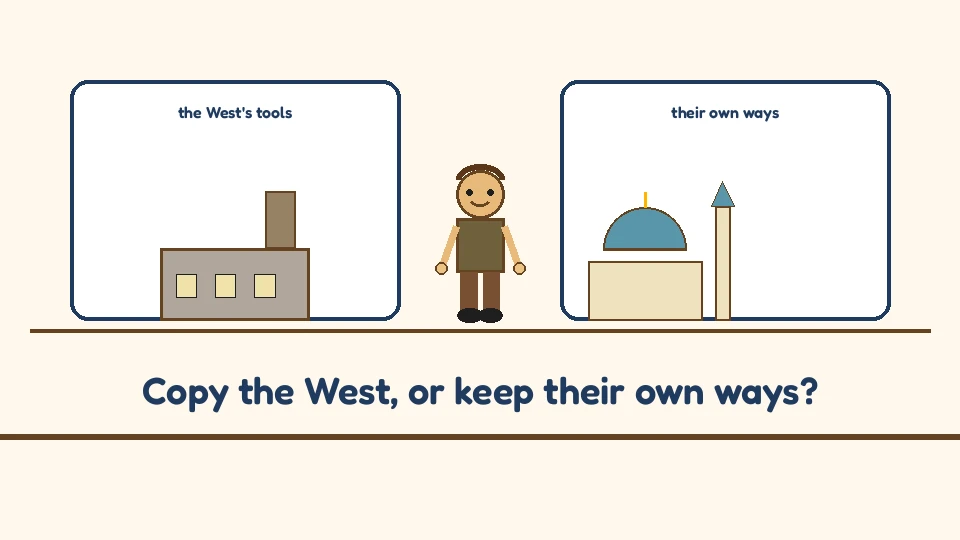 the West's tools
their own ways
Copy the West, or keep their own ways?